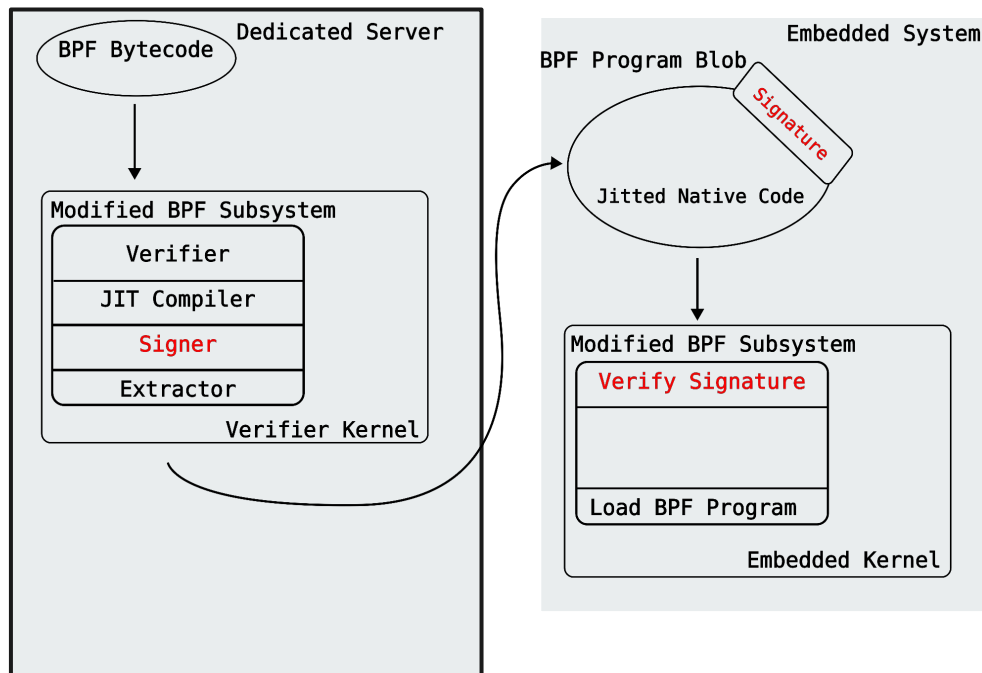 Dedicated Server
BPF Bytecode
Modified BPF Subsystem
Verifier
JIT Compiler
Signer
Extractor
Verifier Kernel
Embedded System
BPF Program Blob
Signature
Jitted Native Code
Modified BPF Subsystem
Verify Signature
Load BPF Program
Embedded Kernel